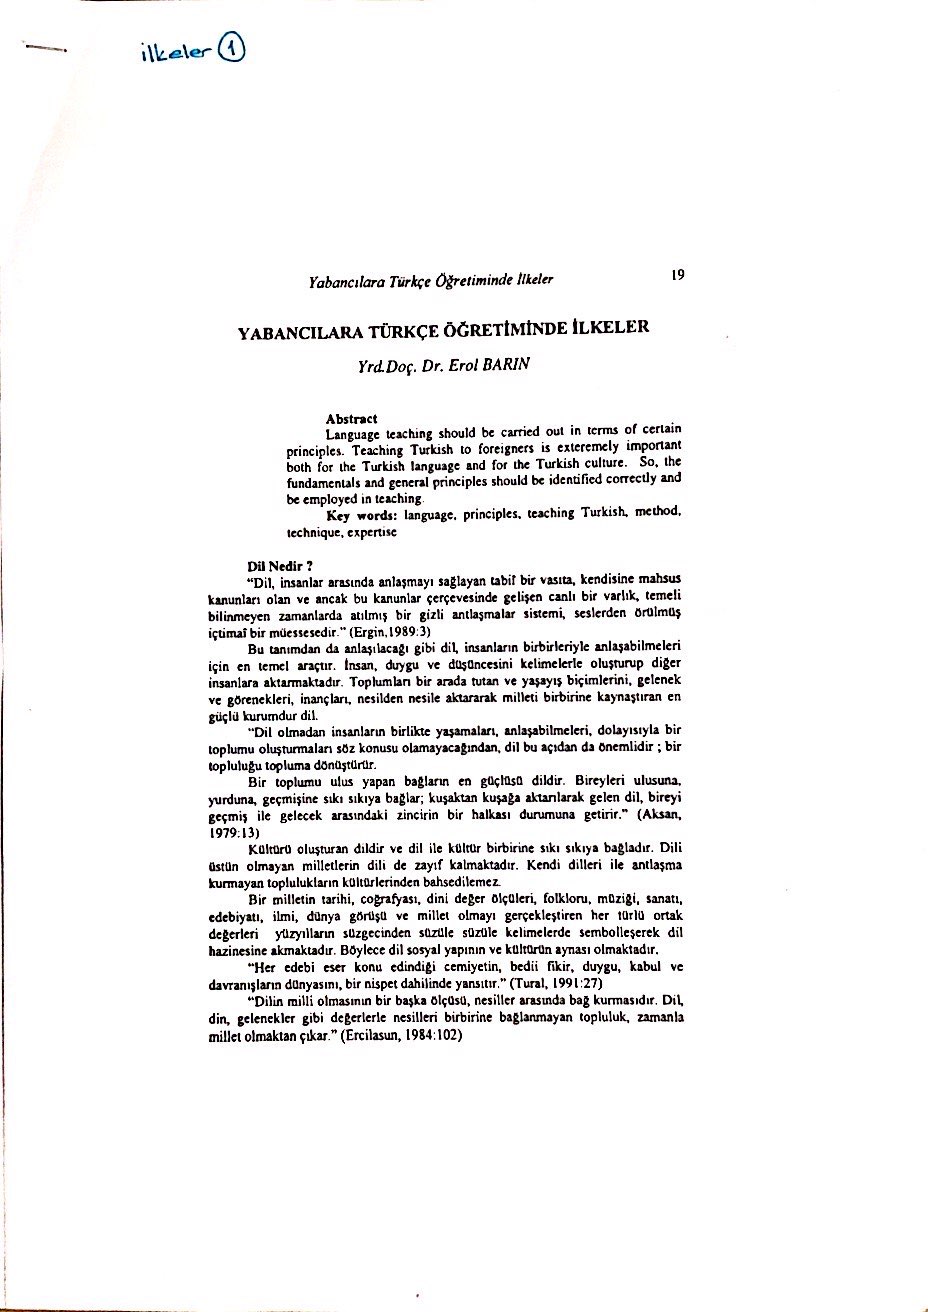 ilkeler 1
Yabancılara Türkçe Öğretiminde İlkeler 19
YABANCILARA TÜRKÇE ÖĞRETİMİNDE İLKELER
Yrd.Doç. Dr. Erol BARIN
Abstract
Language teaching should be carried out in terms of certain
principles. Teaching Turkish to foreigners is exteremely important
both for the Turkish language and for the Turkish culture. So, the
fundamentals and general principles should be identified correctly and
be employed in teaching.
Key words: language, principles, teaching Turkish, method,
technique, expertise
Dil Nedir ?
“Dil, insanlar arasında anlaşmayı sağlayan tabiî bir vasıta, kendisine mahsus
kanunları olan ve ancak bu kanunlar çerçevesinde gelişen canlı bir varlık, temeli
bilinmeyen zamanlarda atılmış bir gizli antlaşmalar sistemi, seslerden örülmüş
içtimaî bir müessesedir.” (Ergin,1989:3)
Bu tanımdan da anlaşılacağı gibi dil, insanların birbirleriyle anlaşabilmeleri
için en temel araçtır. İnsan, duygu ve düşüncesini kelimelerle oluşturup diğer
insanlara aktarmaktadır. Toplumları bir arada tutan ve yaşayış biçimlerini, gelenek
ve görenekleri, inançları, nesilden nesile aktararak milleti birbirine kaynaştıran en
güçlü kurumdur dil.
“Dil olmadan insanların birlikte yaşamaları, anlaşabilmeleri, dolayısıyla bir
toplumu oluşturmaları söz konusu olamayacağından, dil bu açıdan da önemlidir ; bir
topluluğu topluma dönüştürür.
Bir toplumu ulus yapan bağların en güçlüsü dildir. Bireyleri ulusuna,
yurduna, geçmişine sıkı sıkıya bağlar; kuşaktan kuşağa aktarılarak gelen dil, bireyi
geçmiş ile gelecek arasındaki zincirin bir halkası durumuna getirir.” (Aksan,
1979:13)
Kültürü oluşturan dildir ve dil ile kültür birbirine sıkı sıkıya bağladır. Dili
üstün olmayan milletlerin dili de zayıf kalmaktadır. Kendi dilleri ile antlaşma
kurmayan toplulukların kültürlerinden bahsedilemez.
Bir milletin tarihi, coğrafyası, dini değer ölçüleri, folkloru, müziği, sanatı,
edebiyatı, ilmi, dünya görüşü ve millet olmayı gerçekleştiren her türlü ortak
değerleri yüzyılların süzgecinden süzüle süzüle kelimelerde sembolleşerek dil
hazinesine akmaktadır. Böylece dil sosyal yapının ve kültürün aynası olmaktadır.
“Her edebi eser konu edindiği cemiyetin, bedii fikir, duygu, kabul ve
davranışların dünyasını, bir nispet dahilinde yansıtır.” (Tural, 1991:27)
“Dilin milli olmasının bir başka ölçüsü, nesiller arasında bağ kurmasıdır. Dil,
din, gelenekler gibi değerlerle nesilleri birbirine bağlanmayan topluluk, zamanla
millet olmaktan çıkar.” (Ercilasun, 1984:102)